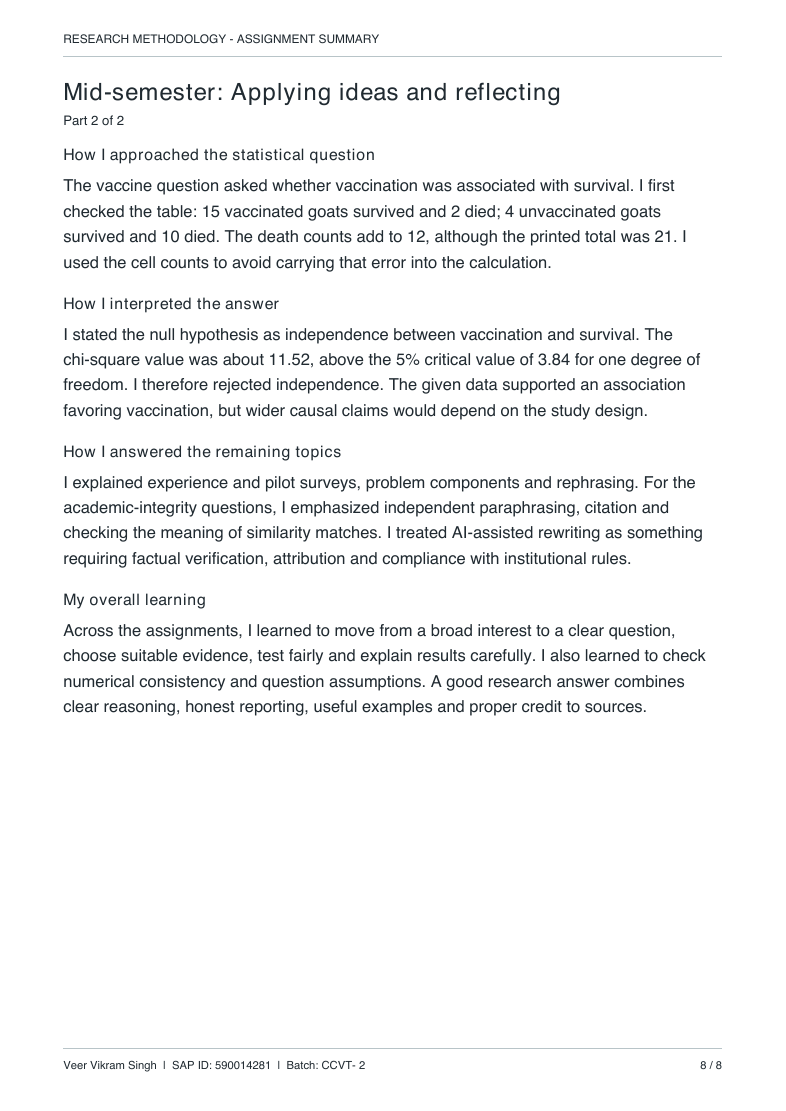 RESEARCH METHODOLOGY - ASSIGNMENT SUMMARY
Mid-semester: Applying ideas and reflecting
Part 2 of 2
How I approached the statistical question
The vaccine question asked whether vaccination was associated with survival. I first
checked the table: 15 vaccinated goats survived and 2 died; 4 unvaccinated goats
survived and 10 died. The death counts add to 12, although the printed total was 21. I
used the cell counts to avoid carrying that error into the calculation.
How I interpreted the answer
I stated the null hypothesis as independence between vaccination and survival. The
chi-square value was about 11.52, above the 5% critical value of 3.84 for one degree of
freedom. I therefore rejected independence. The given data supported an association
favoring vaccination, but wider causal claims would depend on the study design.
How I answered the remaining topics
I explained experience and pilot surveys, problem components and rephrasing. For the
academic-integrity questions, I emphasized independent paraphrasing, citation and
checking the meaning of similarity matches. I treated AI-assisted rewriting as something
requiring factual verification, attribution and compliance with institutional rules.
My overall learning
Across the assignments, I learned to move from a broad interest to a clear question,
choose suitable evidence, test fairly and explain results carefully. I also learned to check
numerical consistency and question assumptions. A good research answer combines
clear reasoning, honest reporting, useful examples and proper credit to sources.
Veer Vikram Singh | SAP ID: 590014281 | Batch: CCVT- 2 8 / 8